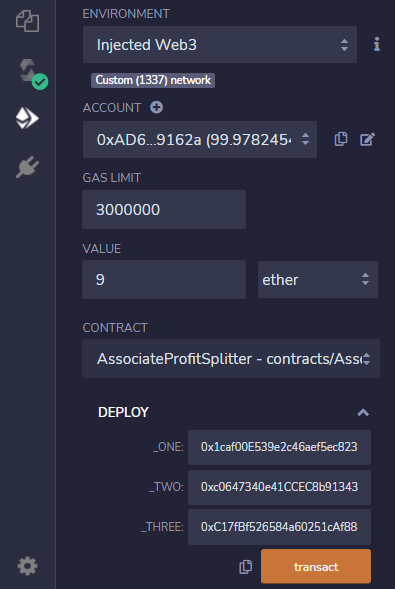 ENVIRONMENT
Injected Web3
i
Custom (1337) network
ACCOUNT
0xAD6...9162a (99.9782454
GAS LIMIT
3000000
VALUE
9 ether
CONTRACT
AssociateProfitSplitter - contracts/Asso
DEPLOY
_ONE: 0x1caf00E539e2c46aef5ec823
_TWO: 0xc0647340e41CCEC8b91343
_THREE: 0xC17fBf526584a60251cAf88
transact